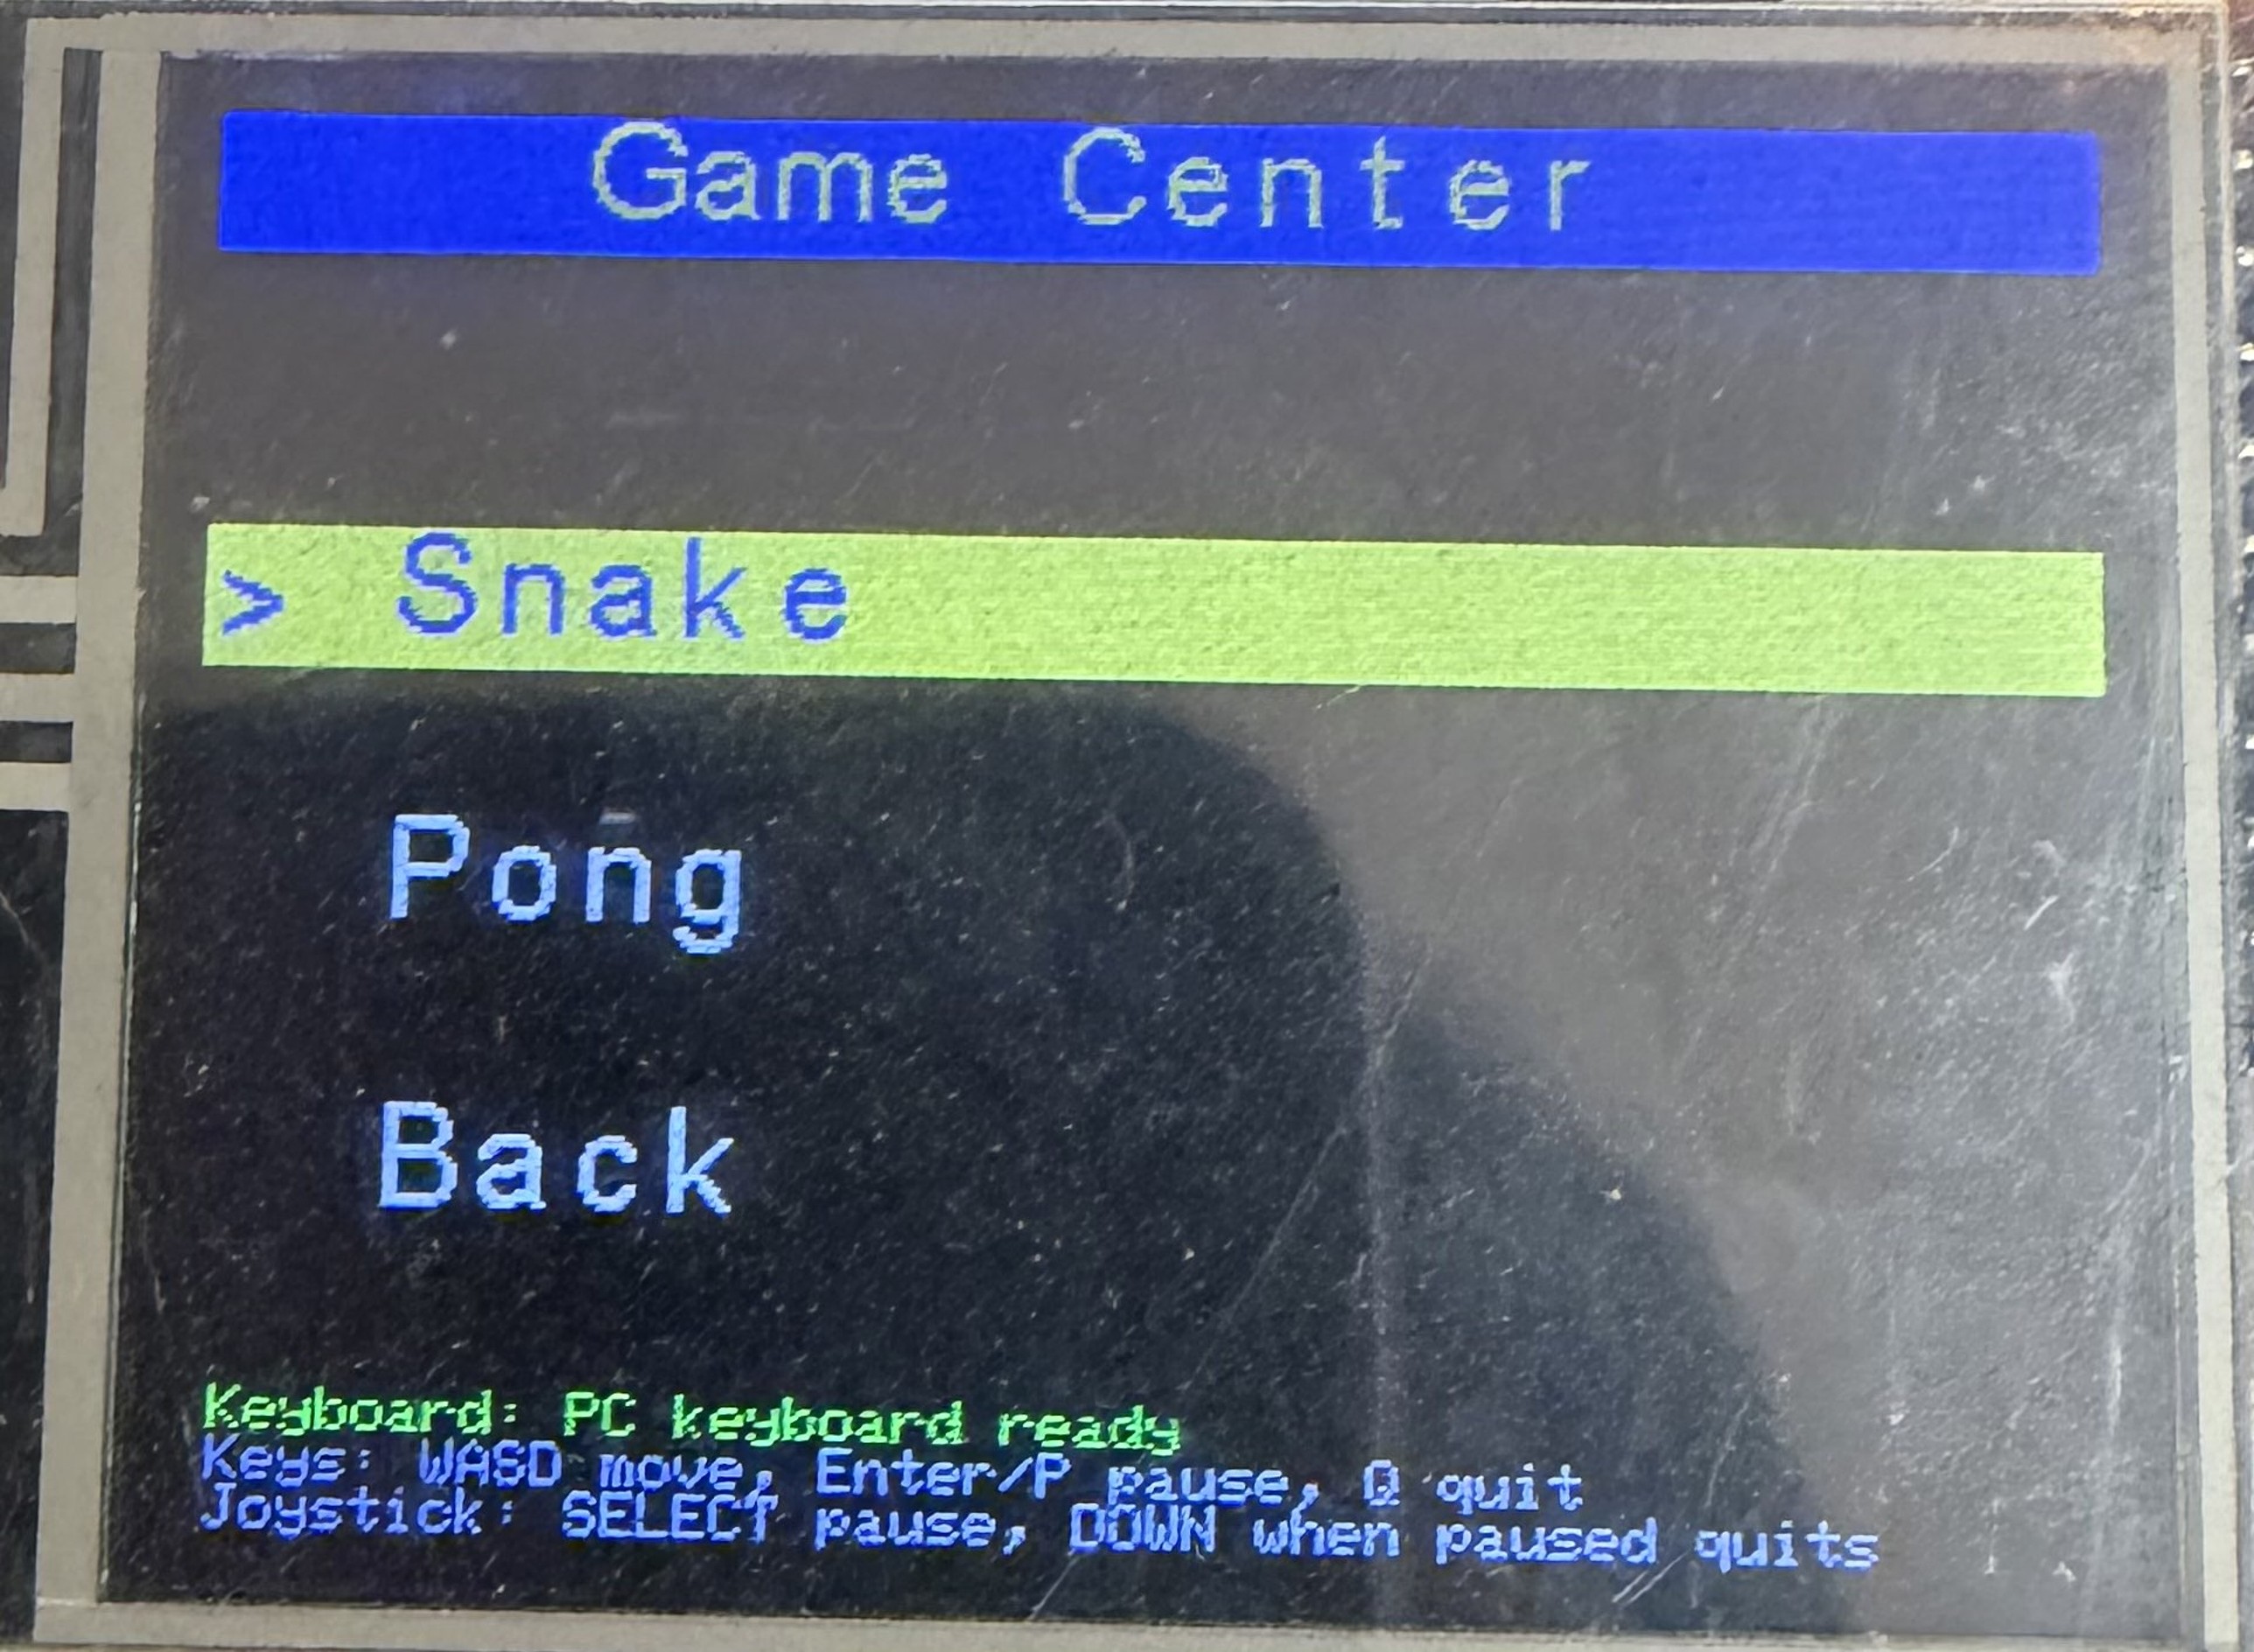 Game Center
> Snake
Pong
Back
Keyboard: PC keyboard ready
Keys: WASD move, Enter/P pause, Q quit
Joystick: SELECT pause, DOWN when paused quits